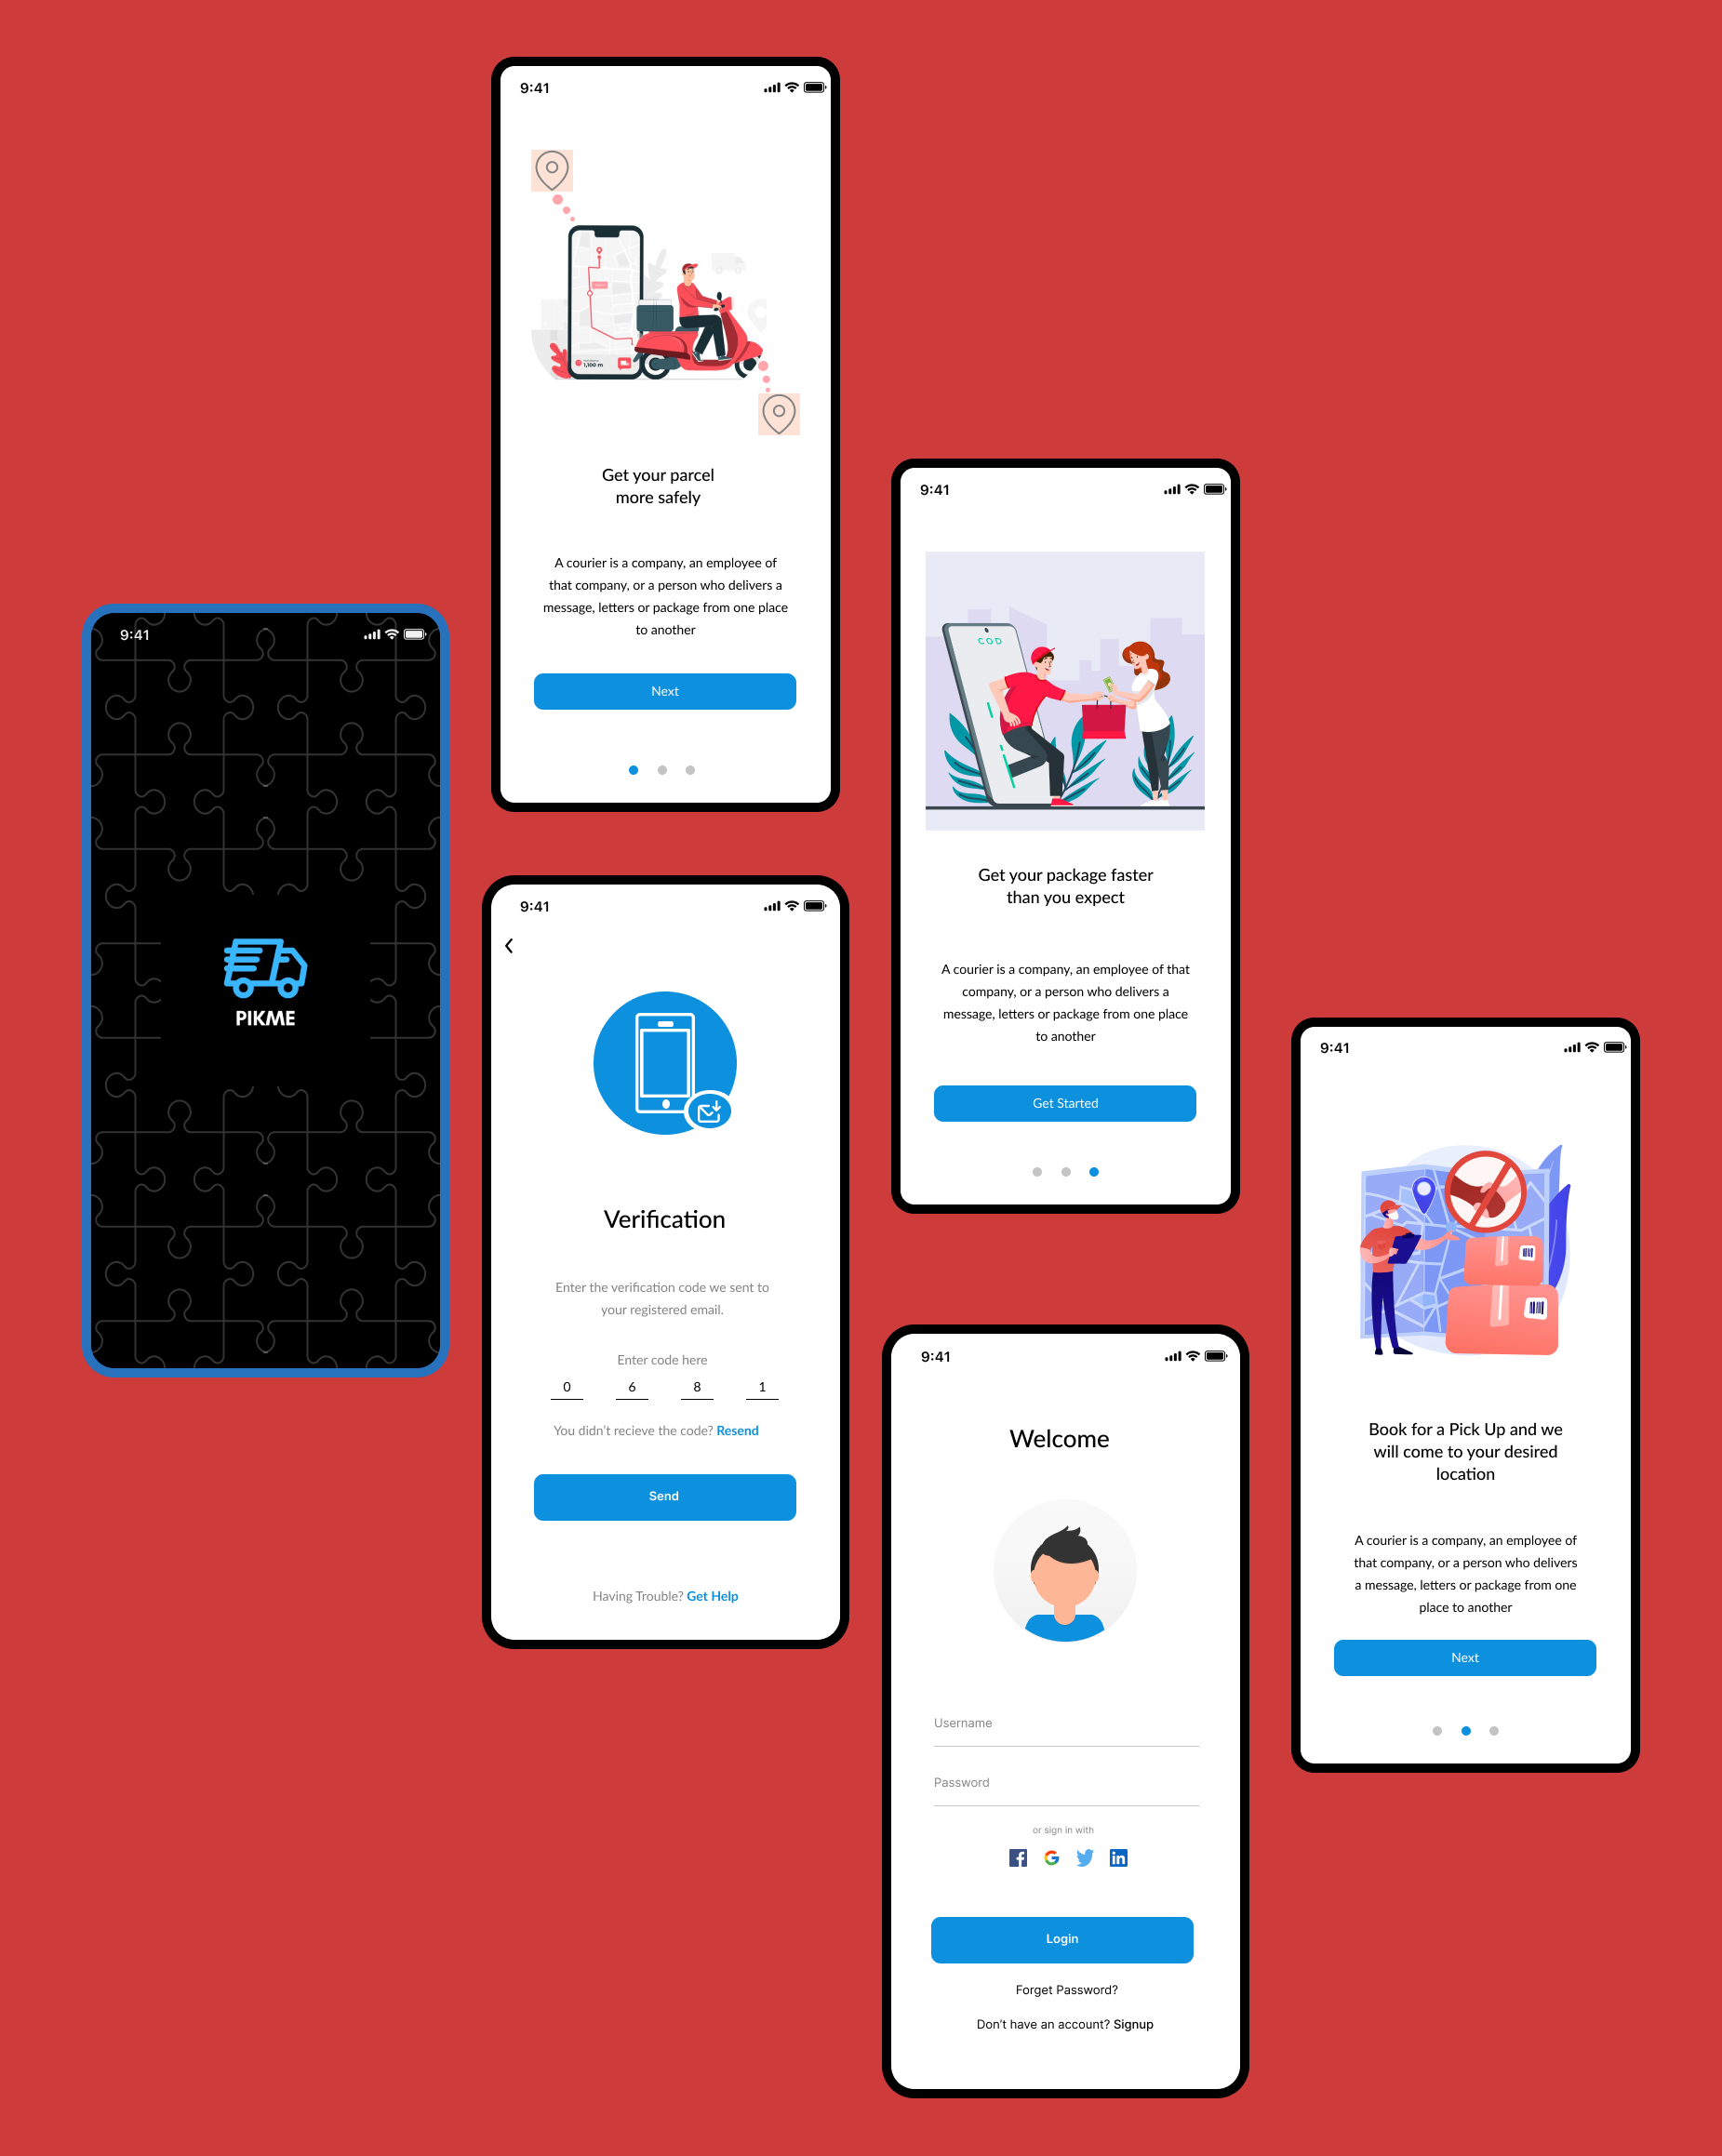 9:41
PIKME
9:41
1,100 m
Get your parcel
more safely
A courier is a company, an employee of
that company, or a person who delivers a
message, letters or package from one place
to another
Next
9:41
Verification
Enter the verification code we sent to
your registered email.
Enter code here
0 6 8 1
You didn't recieve the code? Resend
Send
Having Trouble? Get Help
9:41
COD
Get your package faster
than you expect
A courier is a company, an employee of that
company, or a person who delivers a
message, letters or package from one place
to another
Get Started
9:41
Welcome
Username
Password
or sign in with
Login
Forget Password?
Don't have an account? Signup
9:41
Book for a Pick Up and we
will come to your desired
location
A courier is a company, an employee of
that company, or a person who delivers
a message, letters or package from one
place to another
Next